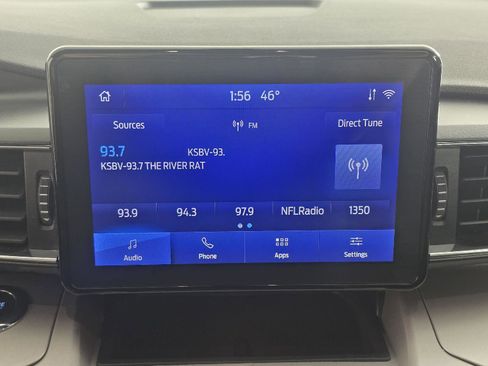 1:56 46°
Sources FM Direct Tune
93.7 KSBV-93.
KSBV-93.7 THE RIVER RAT
93.9 94.3 97.9 NFLRadio 1350
Audio Phone Apps Settings